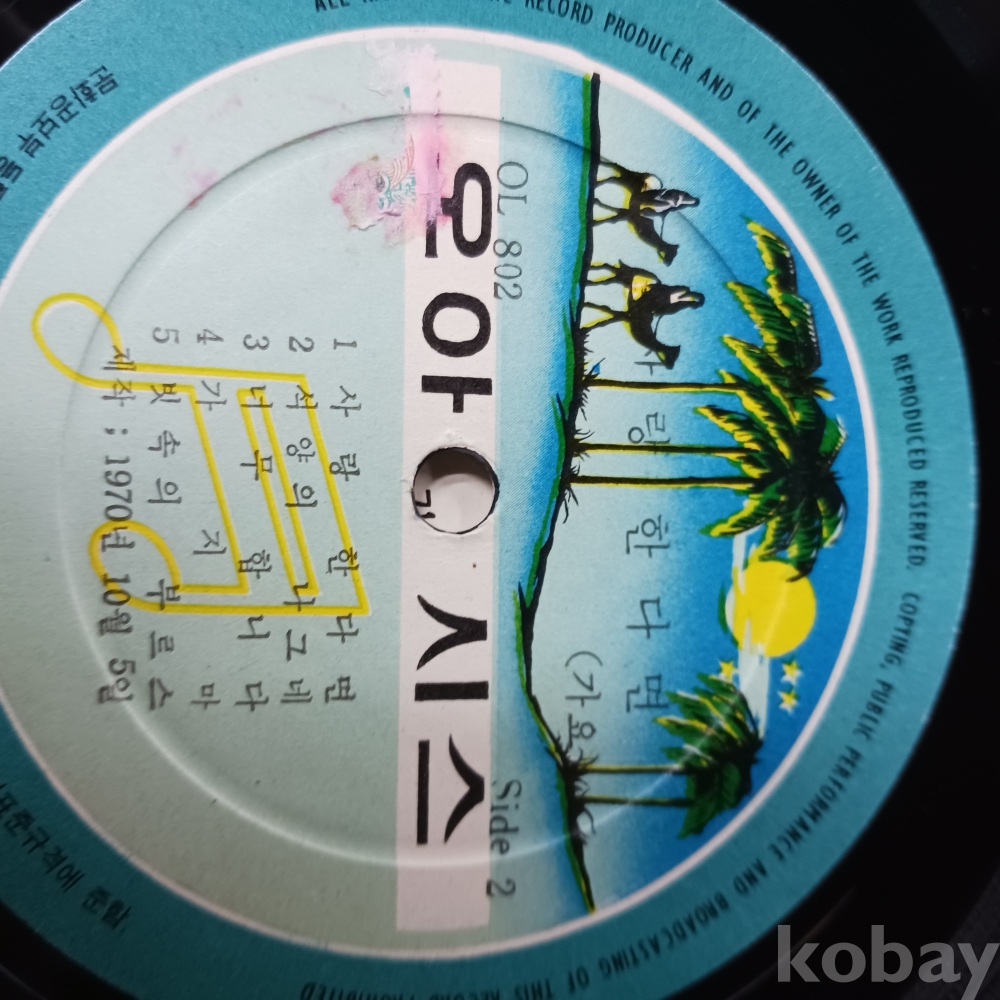 RECORD PRODUCER AND OF THE OWNER OF THE WORK REPRODUCED RESERVED. COPYING, PUBLIC PERFORMANCE AND BROADCASTING OF THIS RECORD PROHIBITED
사랑한다면
(가요)
OL 802
Side 2
오아시스
1 사랑한다면
2 석양의 나그네
3 너무합니다
4 가지마
5 빗속의 부르스
제작 ; 1970년 10월 5일
kobay